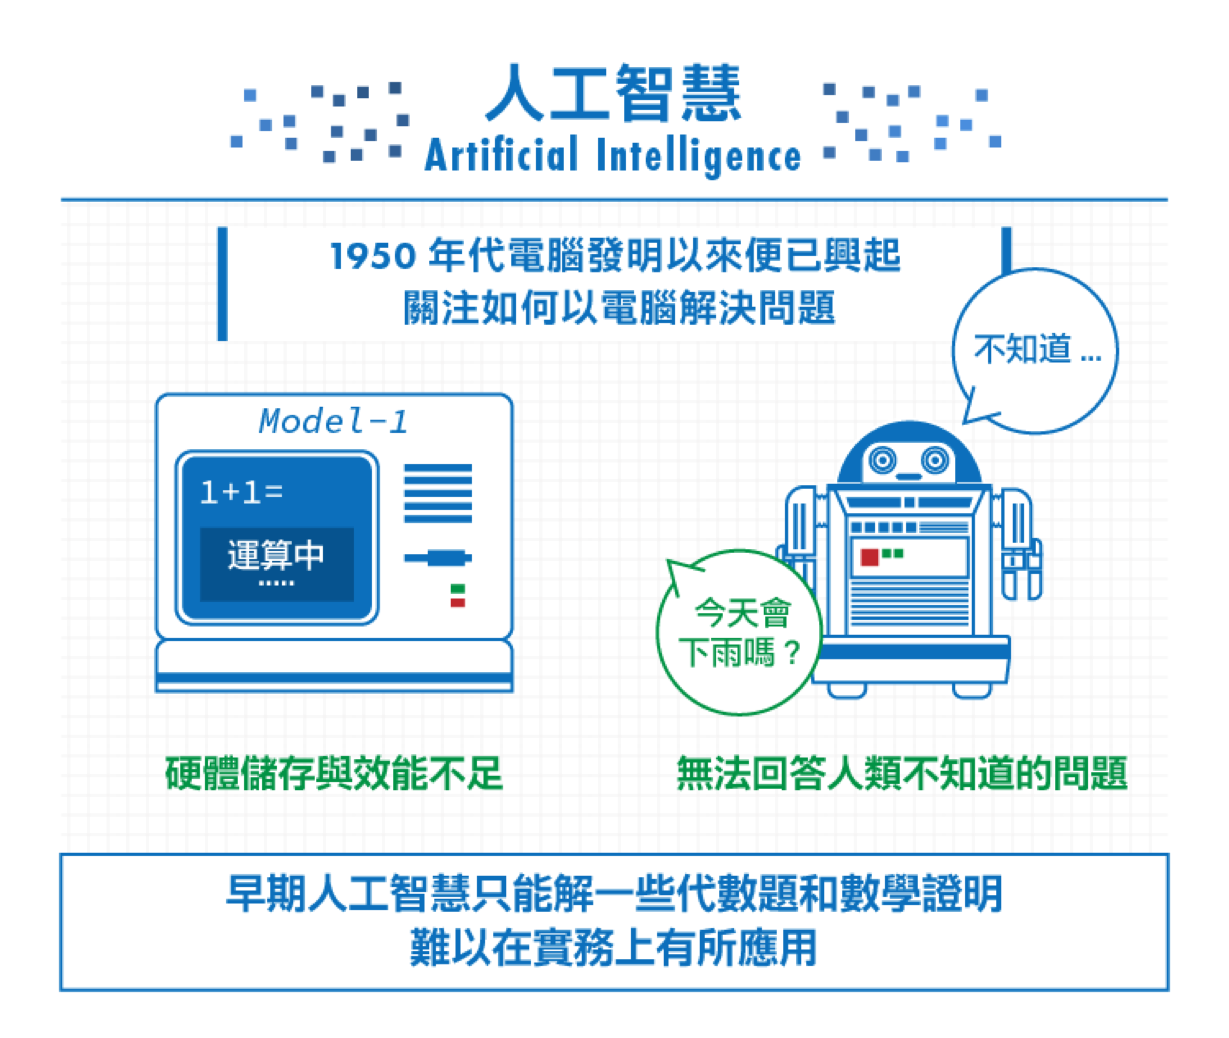 人工智慧
Artificial Intelligence
1950 年代電腦發明以來便已興起
關注如何以電腦解決問題
不知道 ...
Model-1
1+1=
運算中
.....
今天會
下雨嗎？
硬體儲存與效能不足
無法回答人類不知道的問題
早期人工智慧只能解一些代數題和數學證明
難以在實務上有所應用